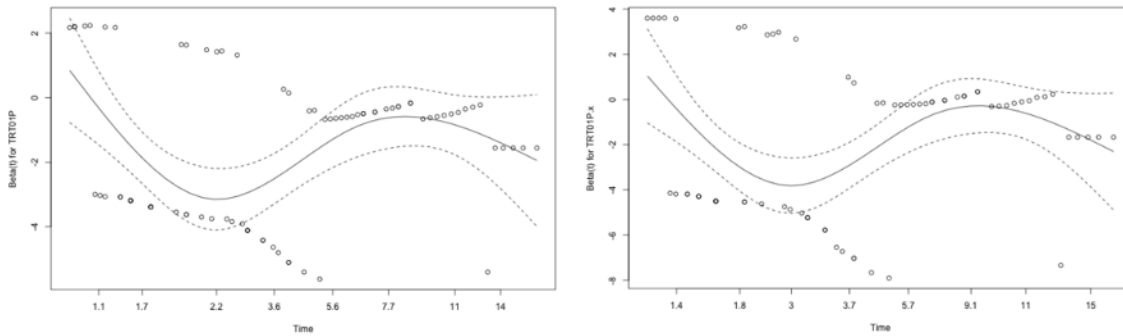 2
0
-2
-4
Beta(t) for TRT01P
1.1 1.7 2.2 3.6 5.6 7.7 11 14
Time
4
2
0
-2
-4
-6
-8
Beta(t) for TRT01P.x
1.4 1.8 3 3.7 5.7 9.1 11 15
Time